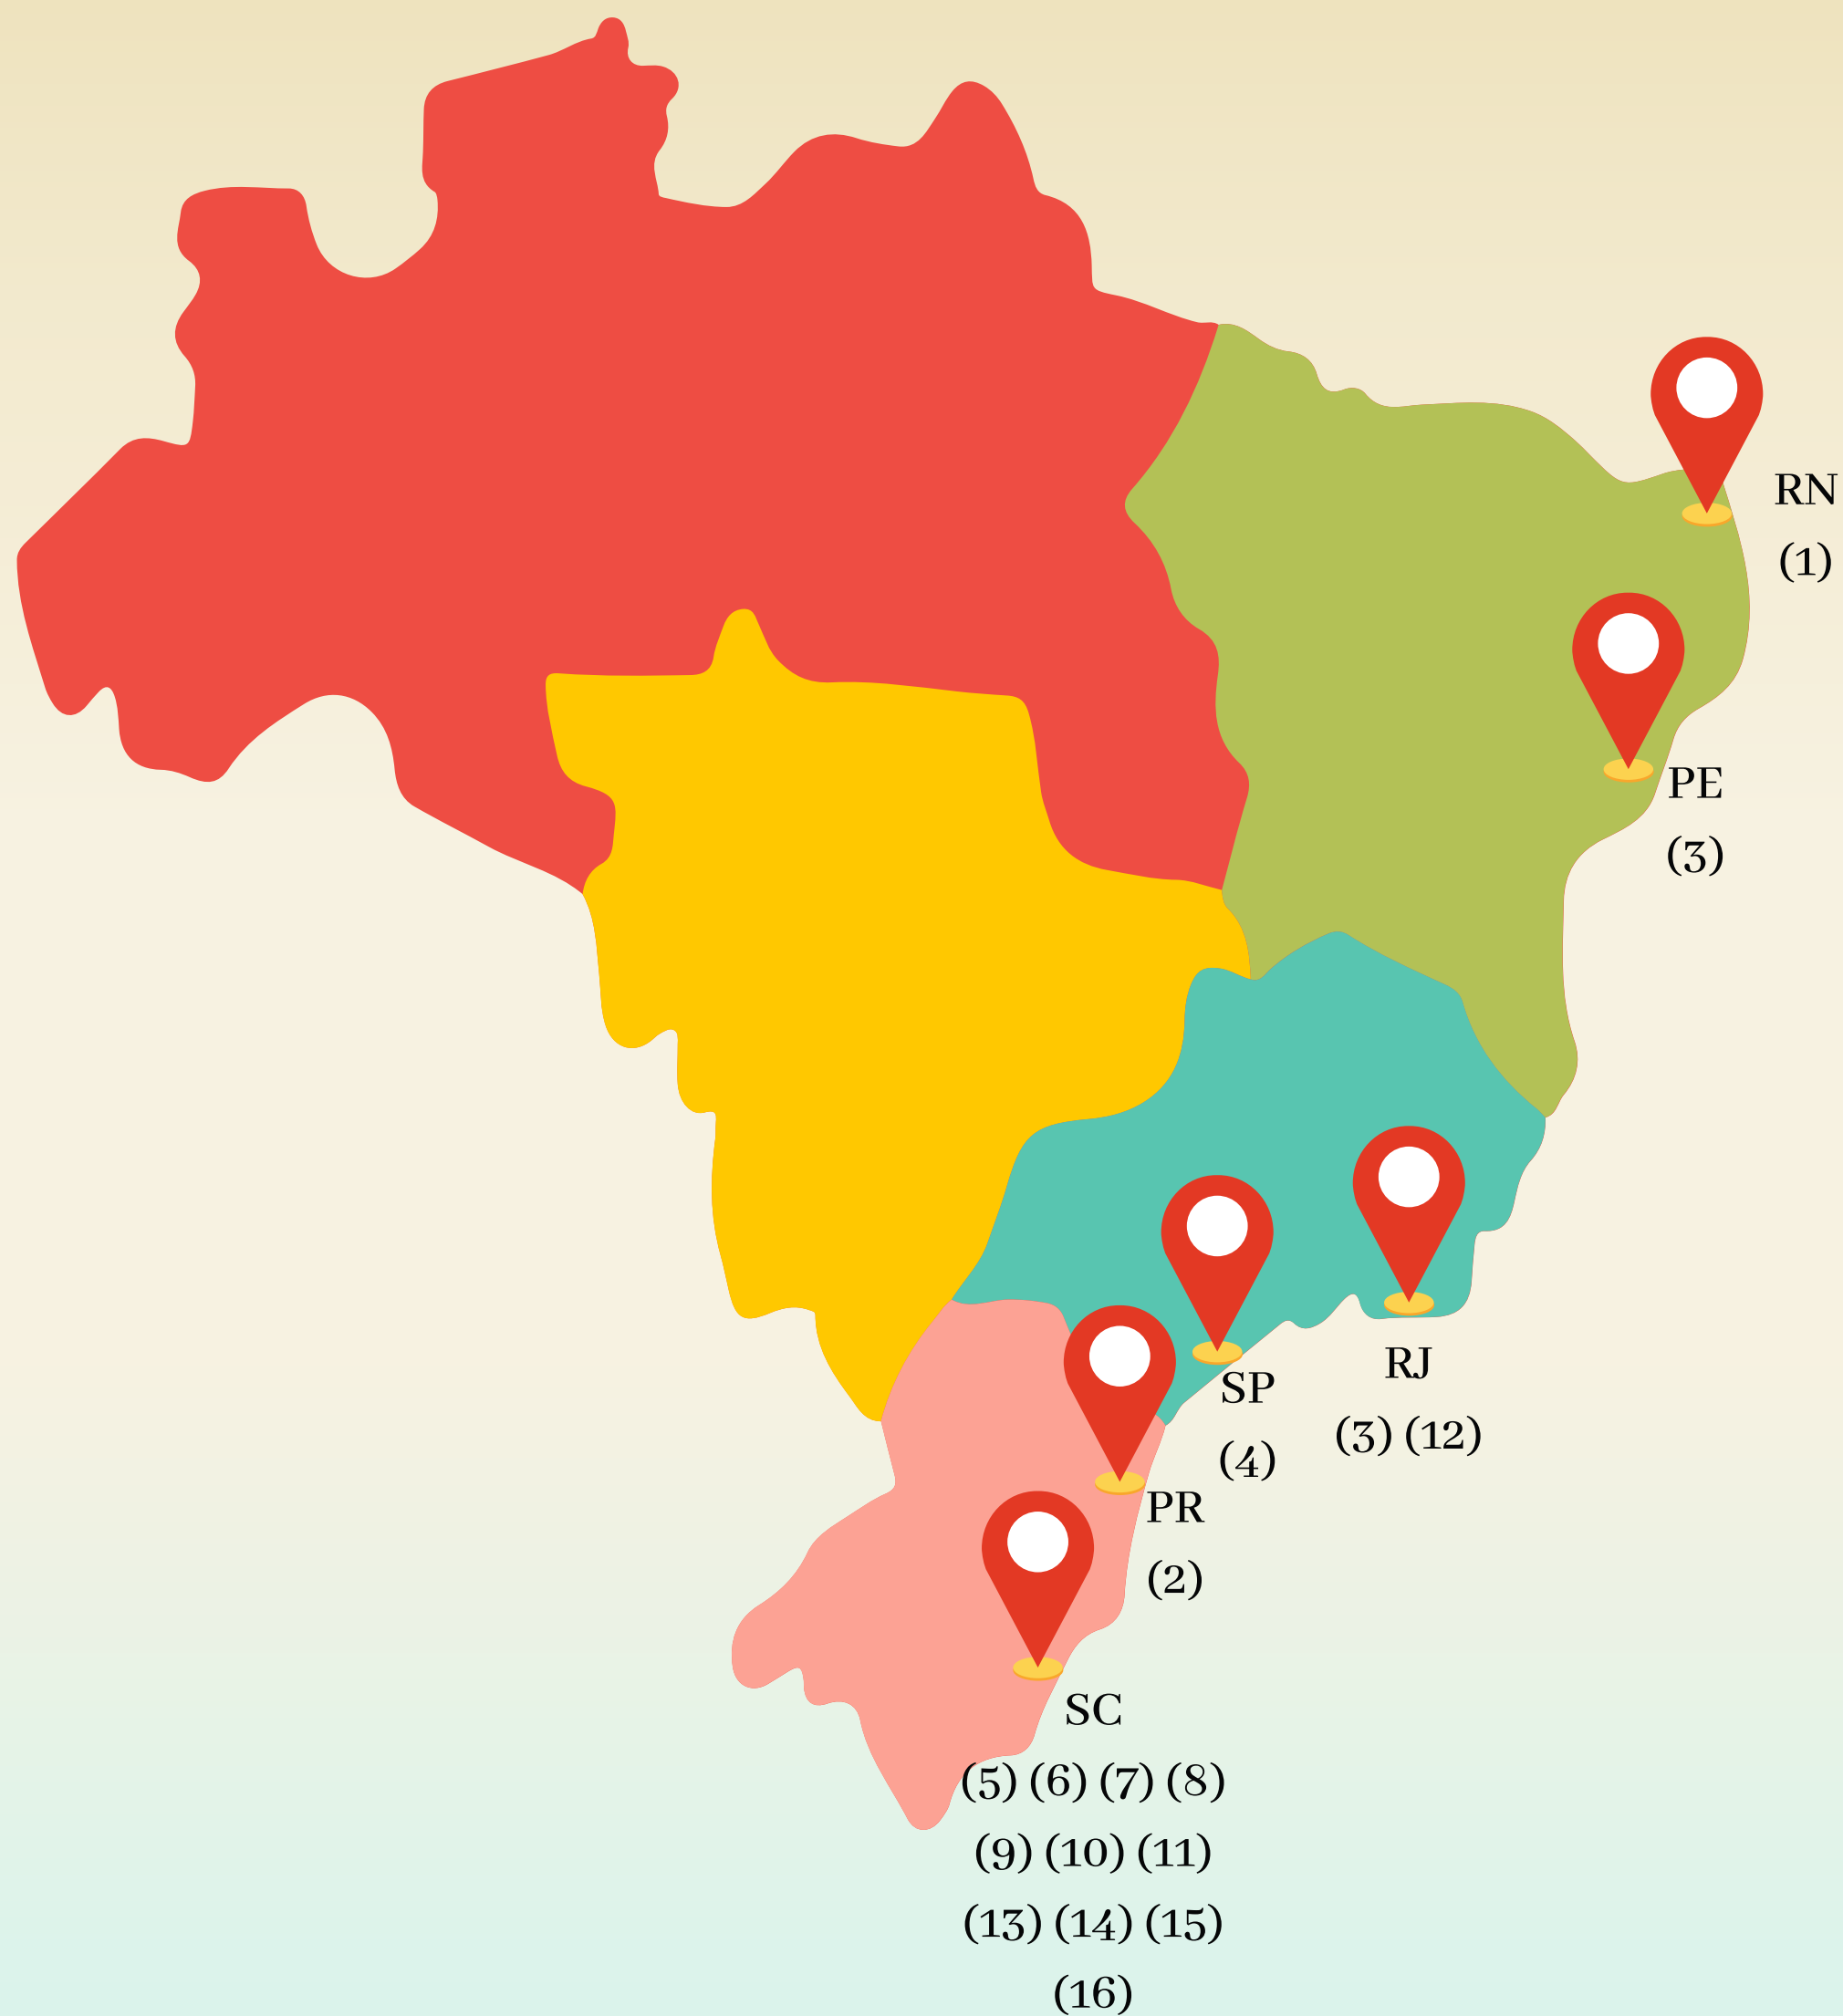 RN
(1)
PE
(3)
RJ
(3) (12)
SP
(4)
PR
(2)
SC
(5) (6) (7) (8)
(9) (10) (11)
(13) (14) (15)
(16)